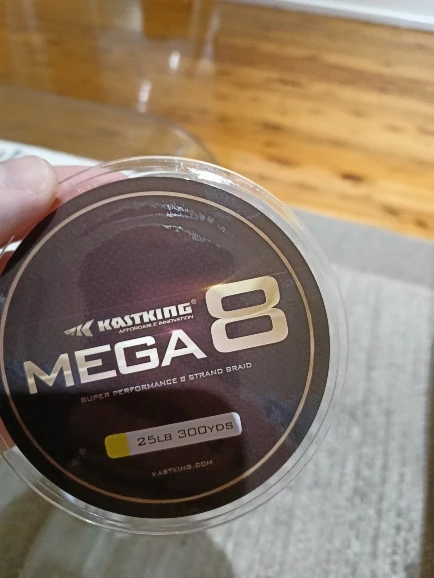 KASTKING®
AFFORDABLE INNOVATION
MEGA 8
SUPER PERFORMANCE 8 STRAND BRAID
25LB 300YDS
KASTKING.COM